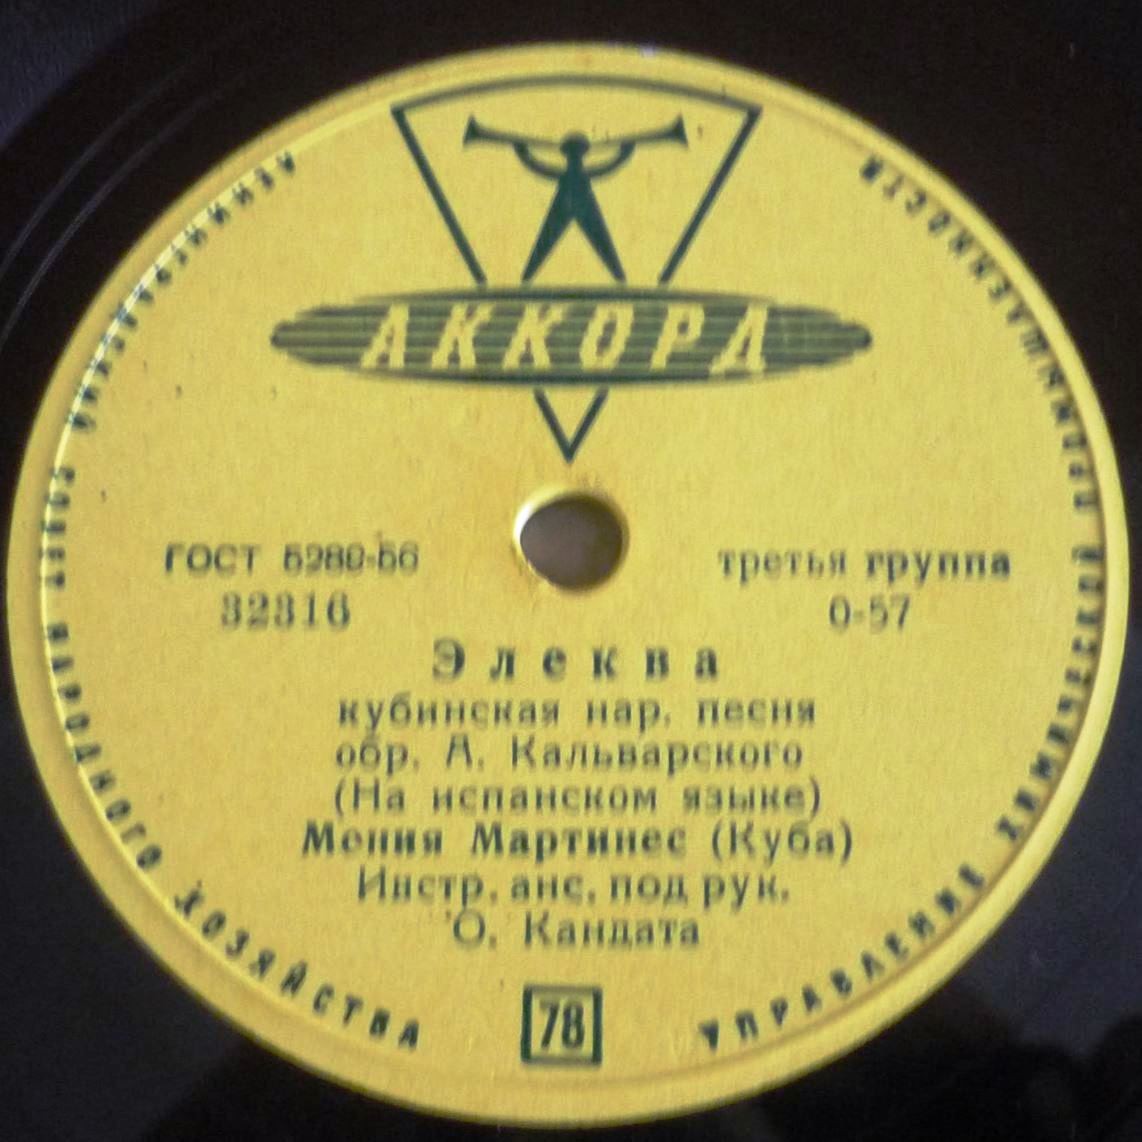 АККОРД
ГОСТ 5289-56
32316
третья группа
0-57
Элеква
кубинская нар. песня
обр. А. Кальварского
(На испанском языке)
Мения Мартинес (Куба)
Инстр. анс. под рук.
О. Кандата
78
ЛЕНИНГРАДСКИЙ СОВЕТ НАРОДНОГО ХОЗЯЙСТВА
УПРАВЛЕНИЕ ХИМИЧЕСКОЙ ПРОМЫШЛЕННОСТИ